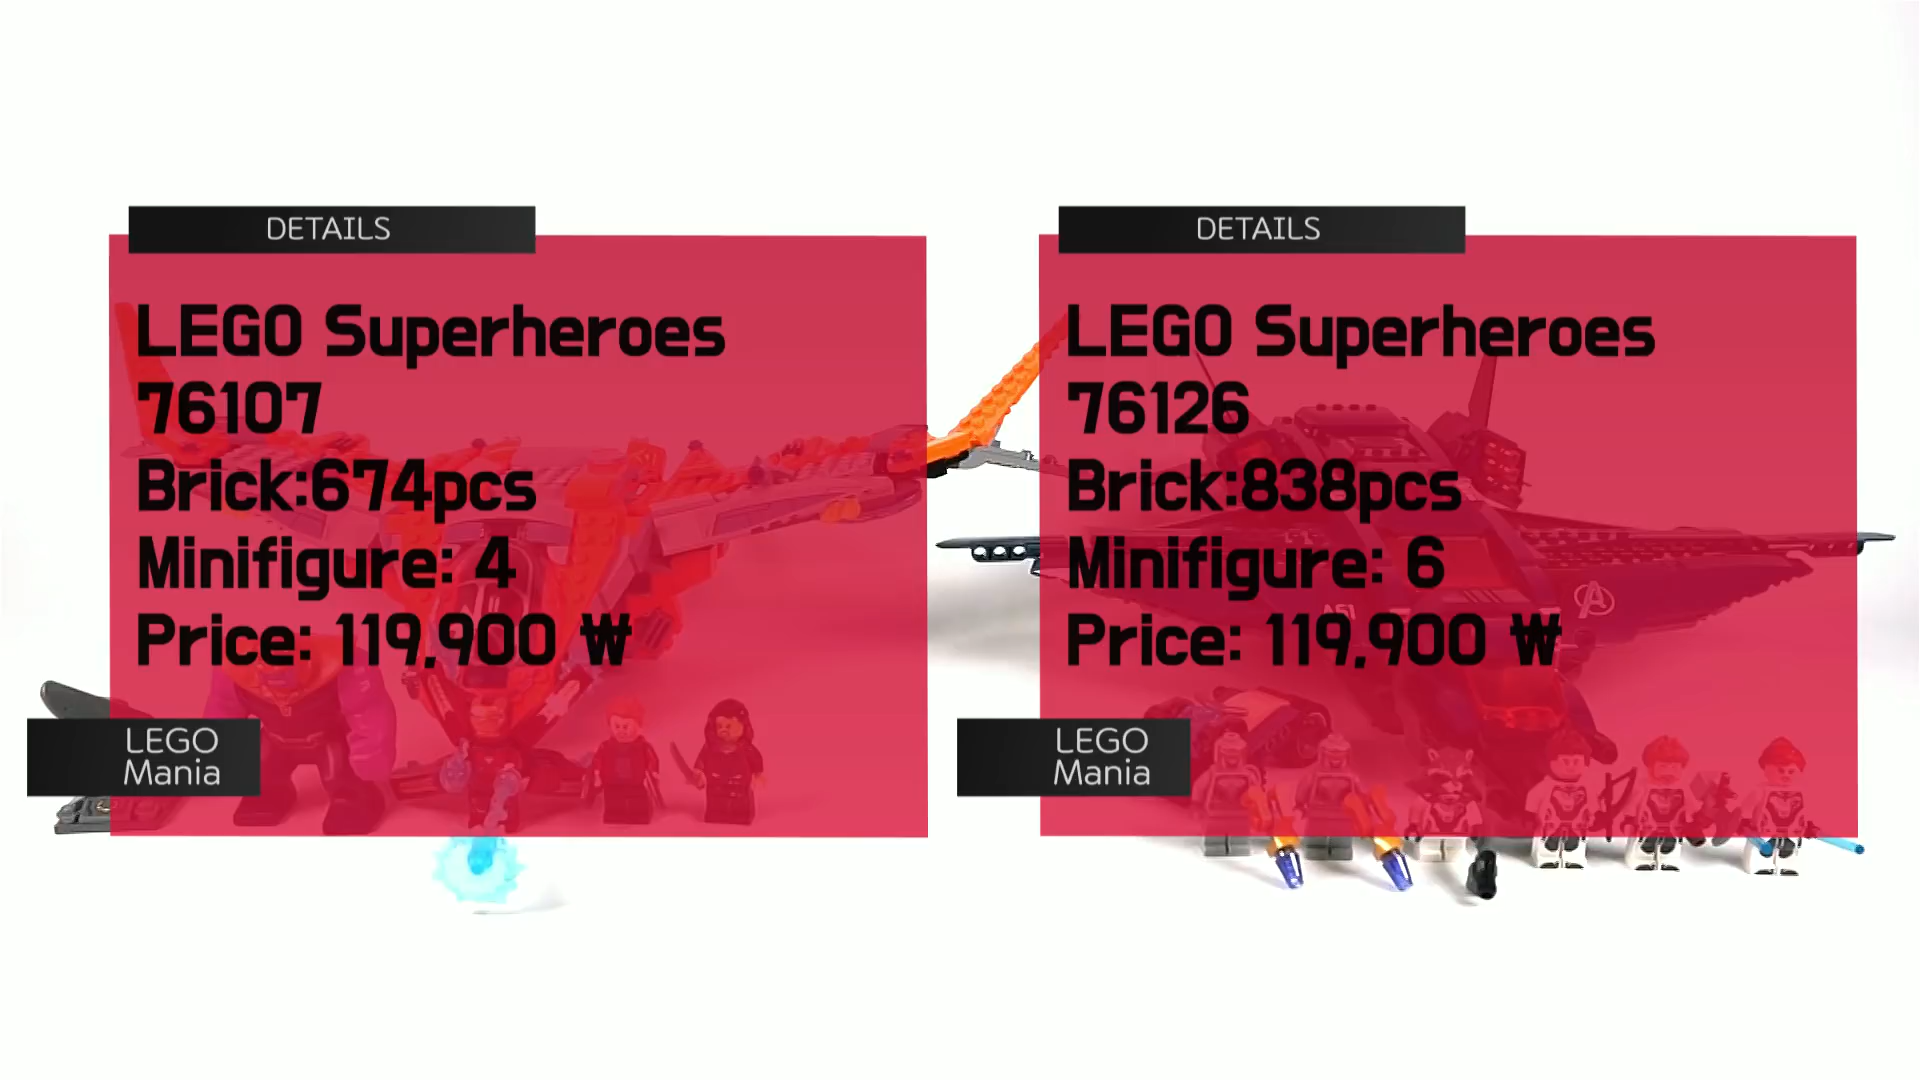 DETAILS
LEGO Superheroes
76107
Brick:674pcs
Minifigure: 4
Price: 119,900 ₩
LEGO
Mania
DETAILS
LEGO Superheroes
76126
Brick:838pcs
Minifigure: 6
Price: 119,900 ₩
LEGO
Mania
A51